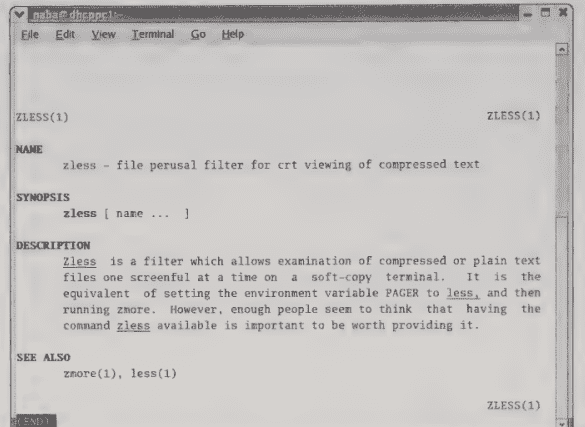 naba@dhcppc1:~
File Edit View Terminal Go Help
ZLESS(1) ZLESS(1)
NAME
zless - file perusal filter for crt viewing of compressed text
SYNOPSIS
zless [ name ... ]
DESCRIPTION
Zless is a filter which allows examination of compressed or plain text
files one screenful at a time on a soft-copy terminal. It is the
equivalent of setting the environment variable PAGER to less, and then
running zmore. However, enough people seem to think that having the
command zless available is important to be worth providing it.
SEE ALSO
zmore(1), less(1)
ZLESS(1)
(END)